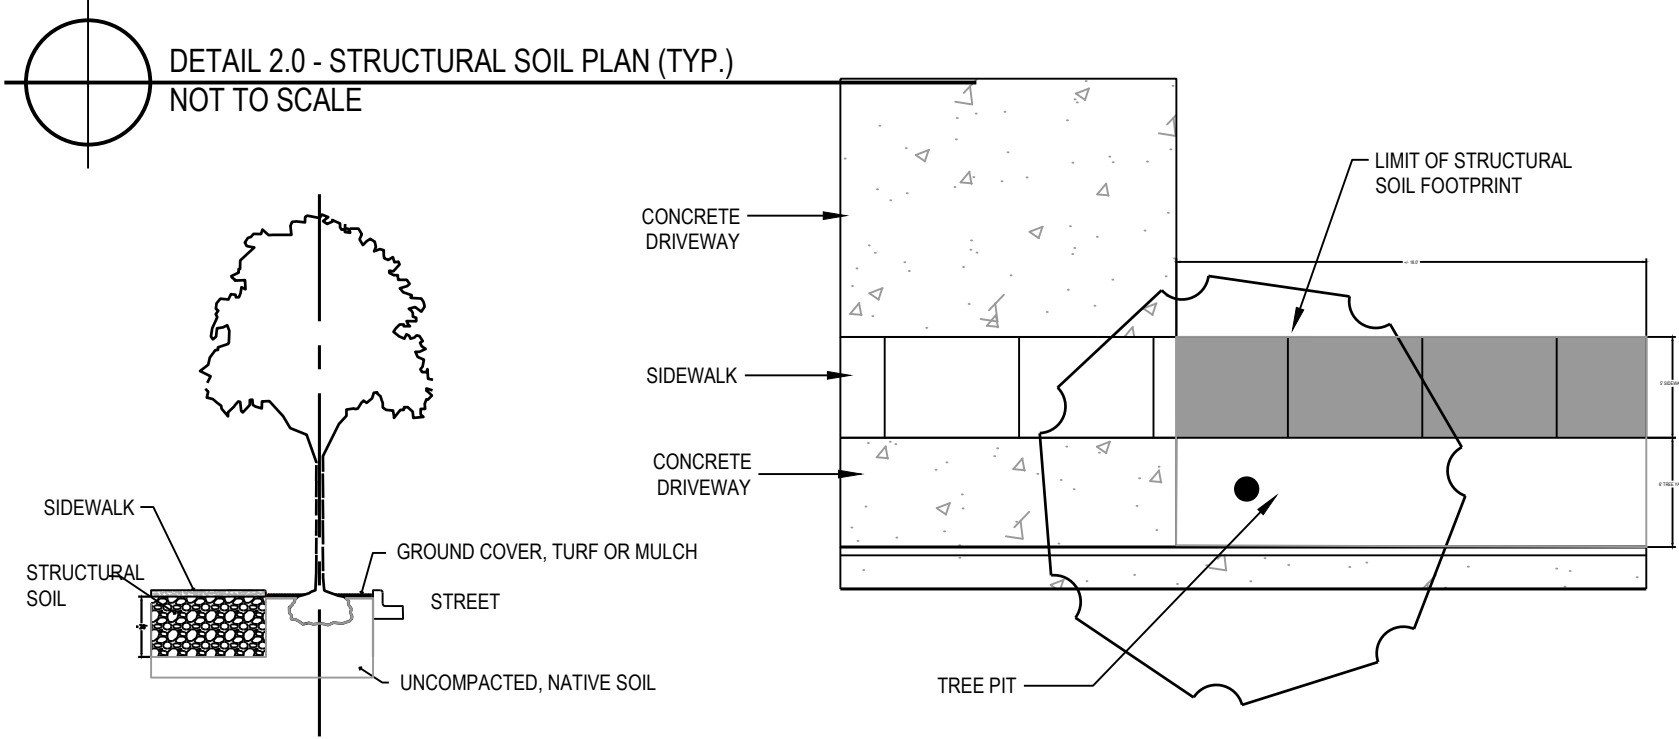 DETAIL 2.0 - STRUCTURAL SOIL PLAN (TYP.)
NOT TO SCALE
LIMIT OF STRUCTURAL
SOIL FOOTPRINT
CONCRETE
DRIVEWAY
SIDEWALK
CONCRETE
DRIVEWAY
TREE PIT
SIDEWALK
STRUCTURAL
SOIL
GROUND COVER, TURF OR MULCH
STREET
UNCOMPACTED, NATIVE SOIL